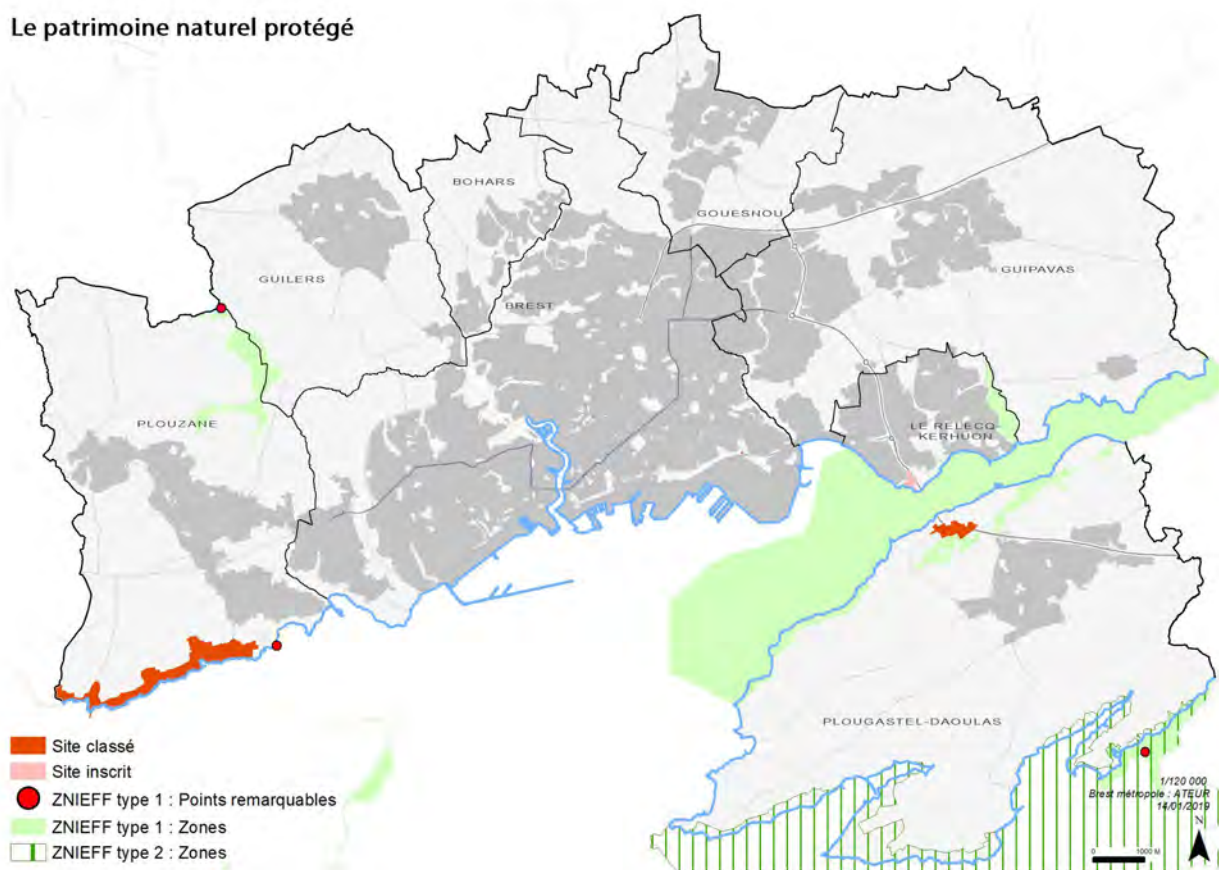 Le patrimoine naturel protégé
BOHARS
GOUESNOU
GUILERS
GUIPAVAS
BREST
PLOUZANE
LE RELECQ-
KERHUON
PLOUGASTEL-DAOULAS
Site classé
Site inscrit
ZNIEFF type 1 : Points remarquables
ZNIEFF type 1 : Zones
ZNIEFF type 2 : Zones
1/120 000
Brest métropole : ATEUR
14/01/2019
N
0 1000 M